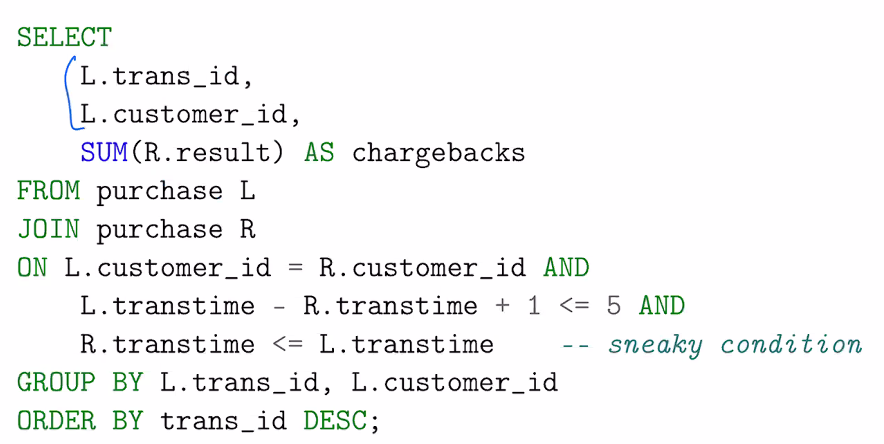 SELECT
L.trans_id,
L.customer_id,
SUM(R.result) AS chargebacks
FROM purchase L
JOIN purchase R
ON L.customer_id = R.customer_id AND
L.transtime - R.transtime + 1 <= 5 AND
R.transtime <= L.transtime -- sneaky condition
GROUP BY L.trans_id, L.customer_id
ORDER BY trans_id DESC;